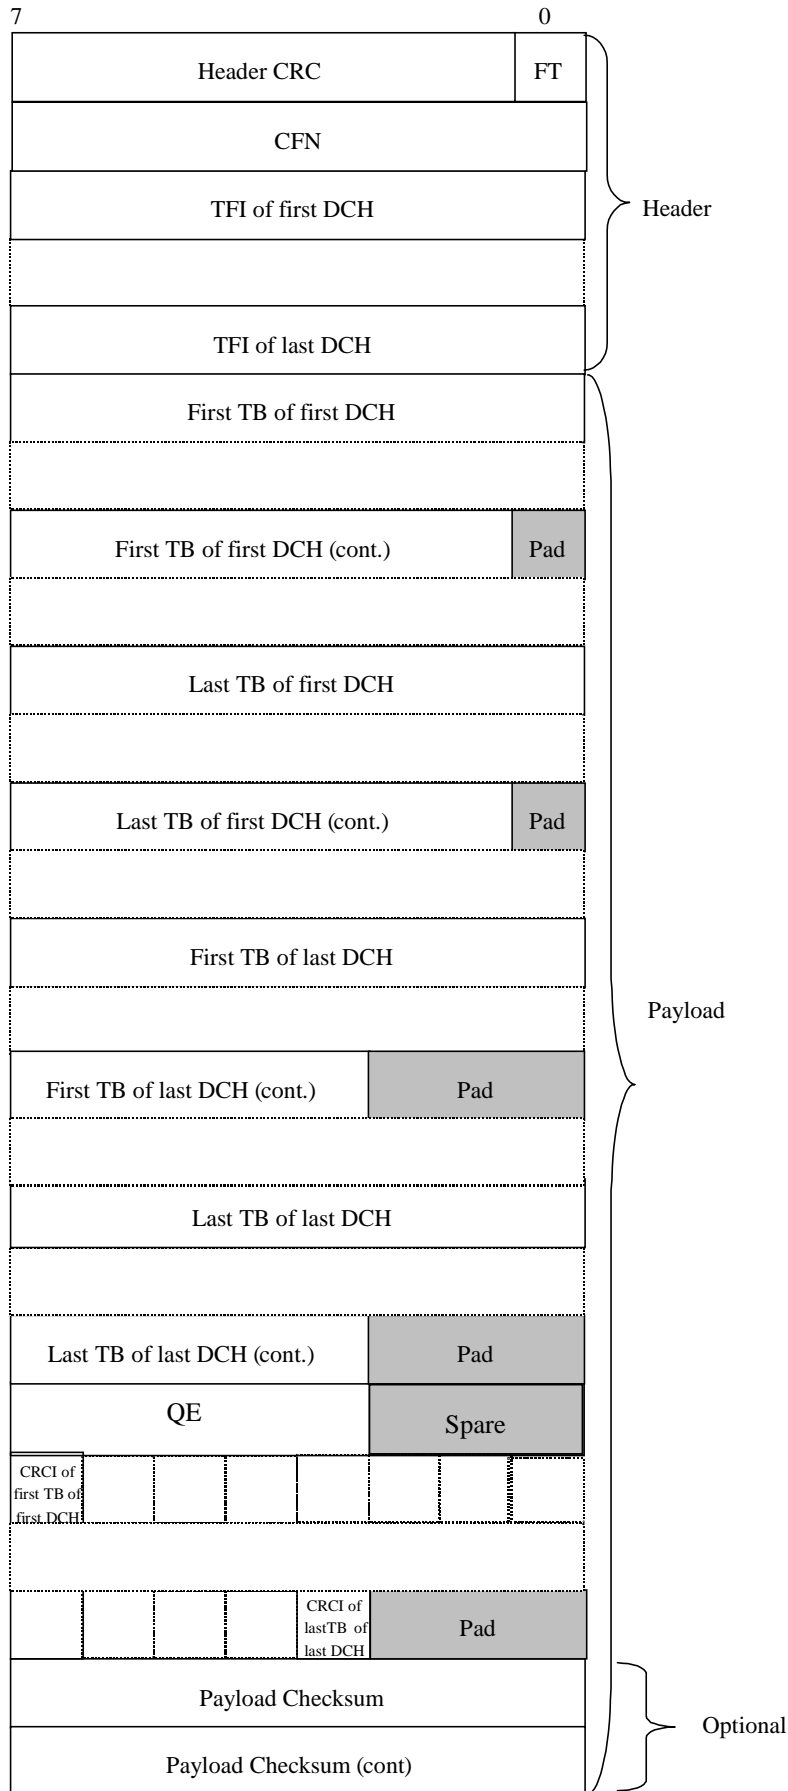 7 0
Header CRC FT
CFN
TFI of first DCH
Header
TFI of last DCH
First TB of first DCH
First TB of first DCH (cont.) Pad
Last TB of first DCH
Last TB of first DCH (cont.) Pad
First TB of last DCH
Payload
First TB of last DCH (cont.) Pad
Last TB of last DCH
Last TB of last DCH (cont.) Pad
QE Spare
CRCI of
first TB of
first DCH
CRCI of
lastTB of
last DCH
Pad
Payload Checksum
Optional
Payload Checksum (cont)